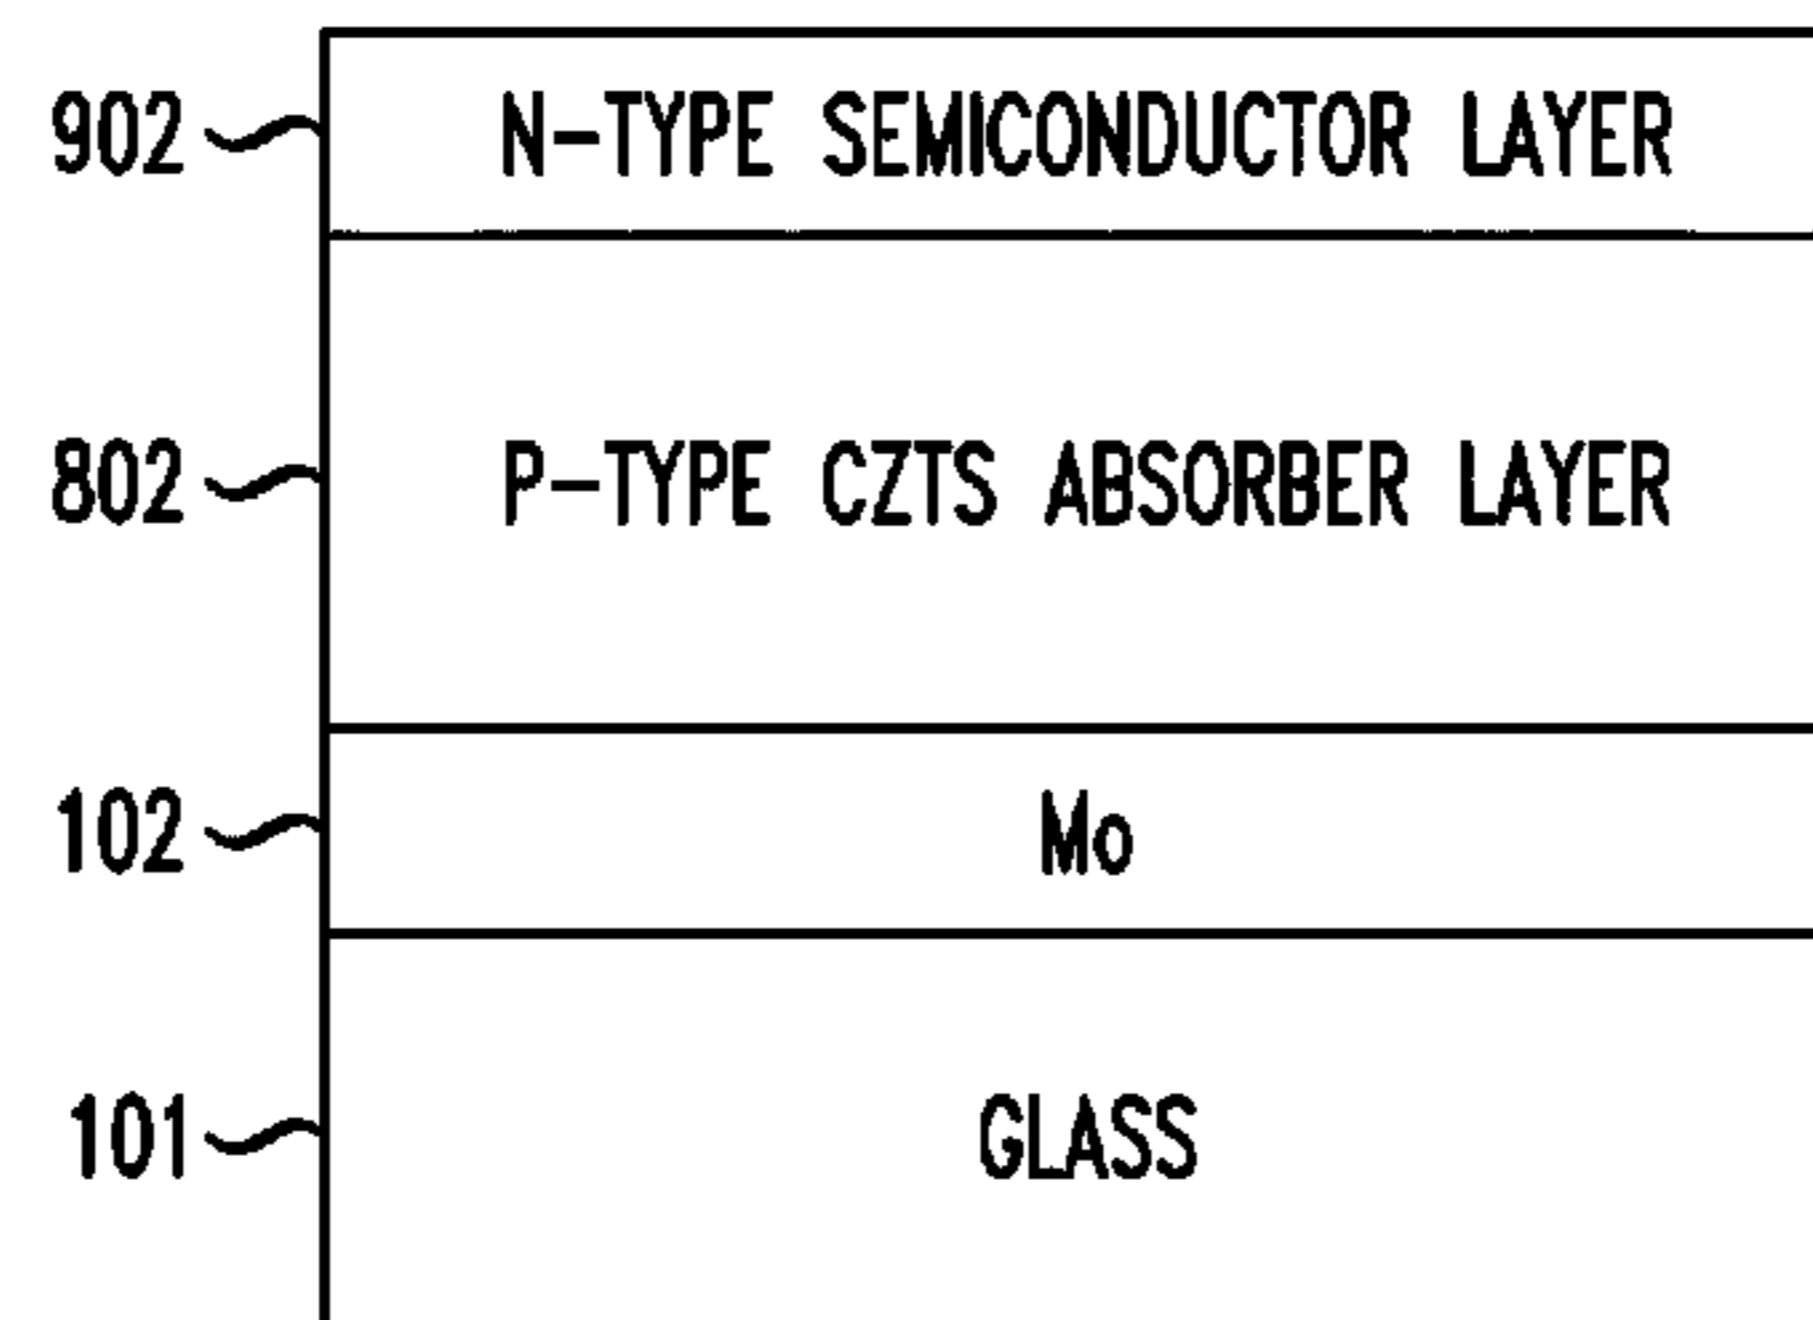 902 N-TYPE SEMICONDUCTOR LAYER
802 P-TYPE CZTS ABSORBER LAYER
102 Mo
101 GLASS